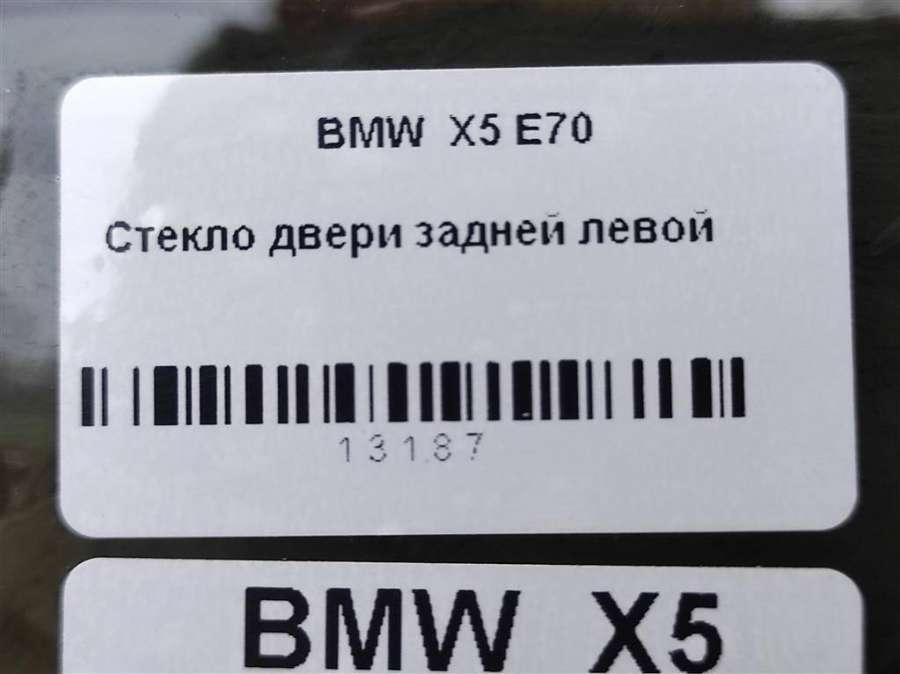 BMW X5 E70
Стекло двери задней левой
13187
BMW X5